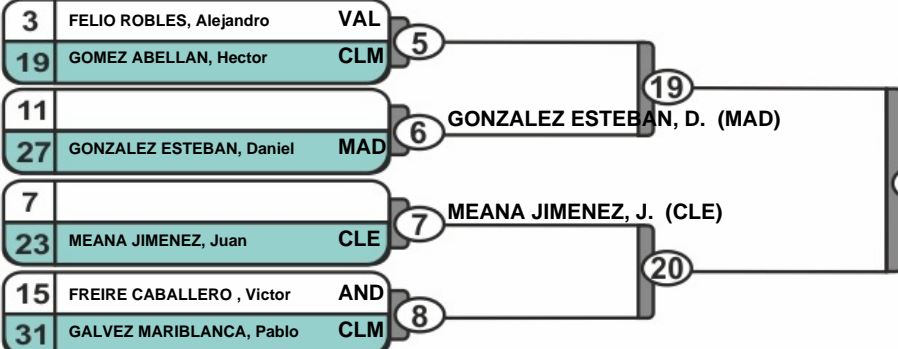 3 FELIO ROBLES, Alejandro VAL
5
19 GOMEZ ABELLAN, Hector CLM
19
11
6 GONZALEZ ESTEBAN, D. (MAD)
27 GONZALEZ ESTEBAN, Daniel MAD
7
7 MEANA JIMENEZ, J. (CLE)
23 MEANA JIMENEZ, Juan CLE
20
15 FREIRE CABALLERO , Victor AND
8
31 GALVEZ MARIBLANCA, Pablo CLM